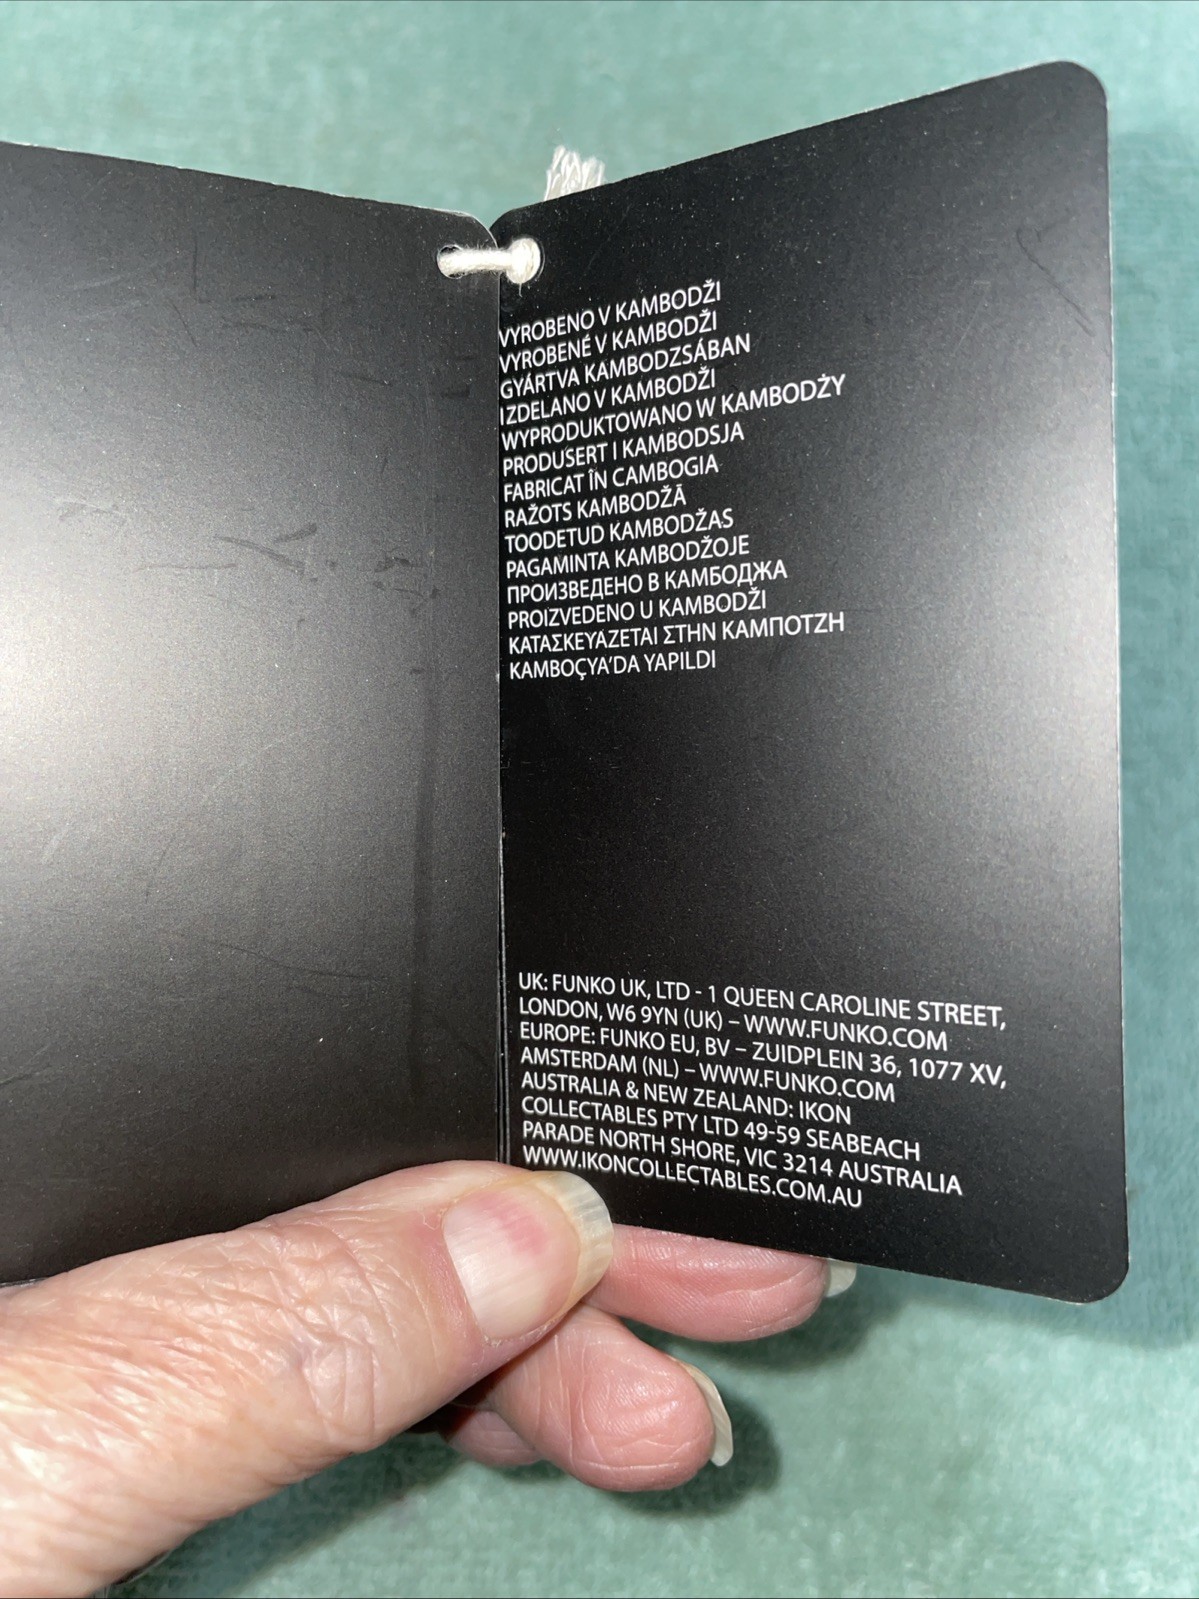 VYROBENO V KAMBODŽI
VYROBENÉ V KAMBODŽI
GYÁRTVA KAMBODZSÁBAN
IZDELANO V KAMBODŽI
WYPRODUKTOWANO W KAMBODŻY
PRODUSERT I KAMBODSJA
FABRICAT ÎN CAMBOGIA
RAŽOTS KAMBODŽĀ
TOODETUD KAMBODŽAS
PAGAMINTA KAMBODŽOJE
ПРОИЗВЕДЕНО В КАМБОДЖА
PROIZVEDENO U KAMBODŽI
ΚΑΤΑΣΚΕΥΑΖΕΤΑΙ ΣΤΗΝ ΚΑΜΠΟΤΖΗ
KAMBOÇYA'DA YAPILDI
UK: FUNKO UK, LTD - 1 QUEEN CAROLINE STREET,
LONDON, W6 9YN (UK) – WWW.FUNKO.COM
EUROPE: FUNKO EU, BV – ZUIDPLEIN 36, 1077 XV,
AMSTERDAM (NL) – WWW.FUNKO.COM
AUSTRALIA & NEW ZEALAND: IKON
COLLECTABLES PTY LTD 49-59 SEABEACH
PARADE NORTH SHORE, VIC 3214 AUSTRALIA
WWW.IKONCOLLECTABLES.COM.AU